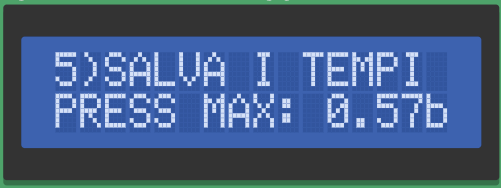 5)SALVA I TEMPI
PRESS MAX: 0.57b